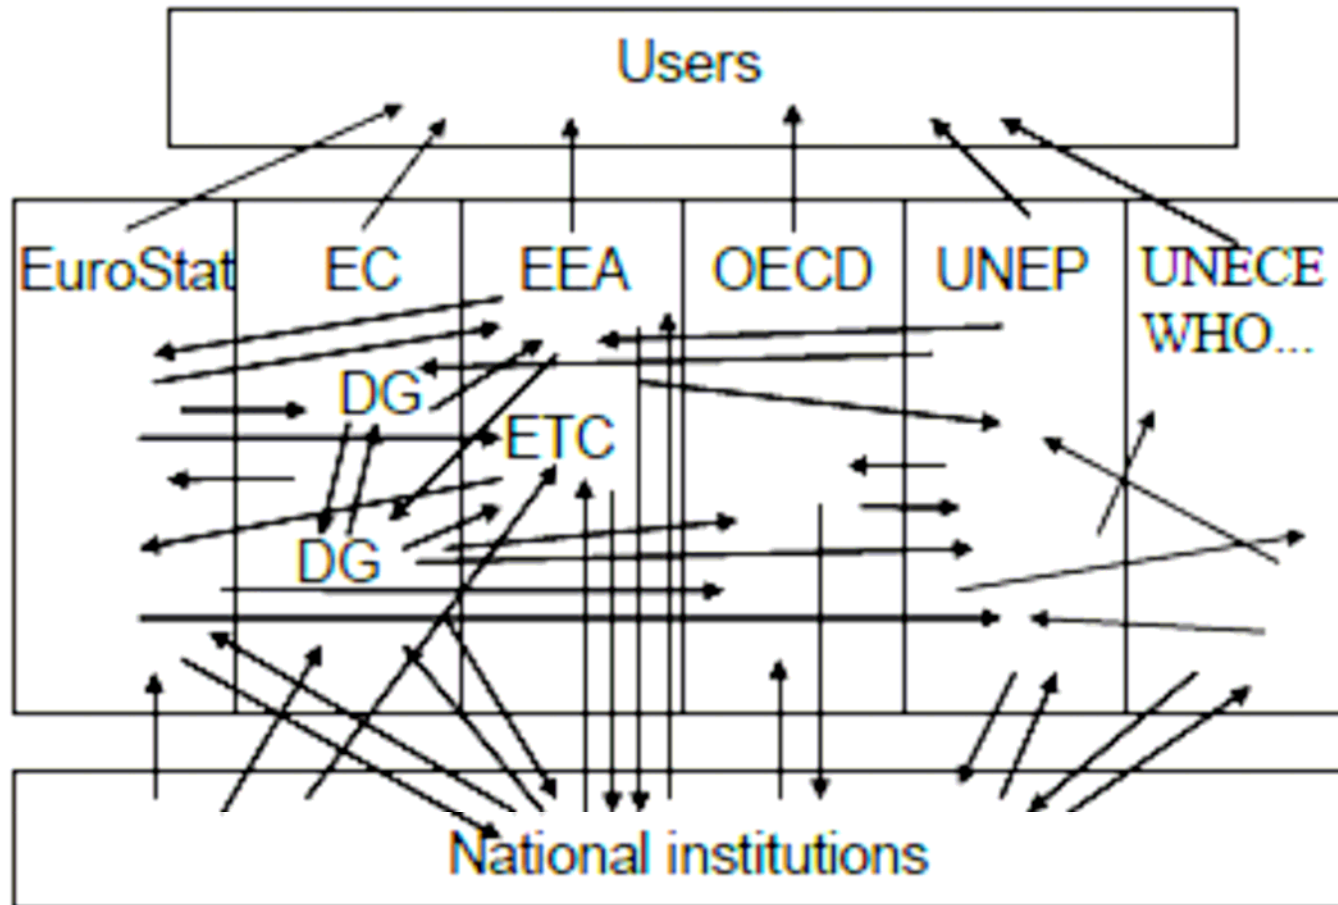 Users
EuroStat EC EEA OECD UNEP UNECE
WHO...
DG
ETC
DG
National institutions